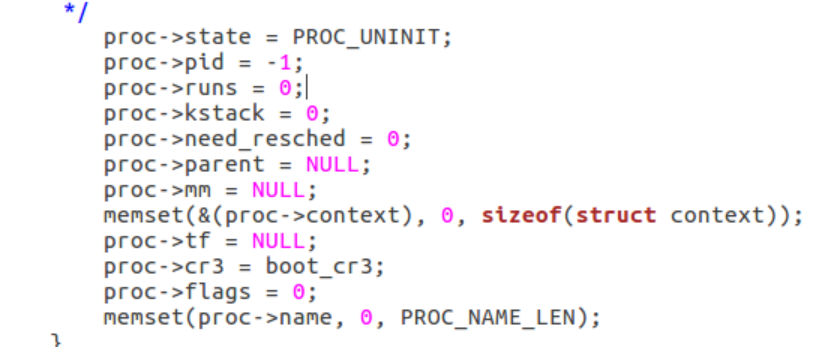 */
proc->state = PROC_UNINIT;
proc->pid = -1;
proc->runs = 0;
proc->kstack = 0;
proc->need_resched = 0;
proc->parent = NULL;
proc->mm = NULL;
memset(&(proc->context), 0, sizeof(struct context));
proc->tf = NULL;
proc->cr3 = boot_cr3;
proc->flags = 0;
memset(proc->name, 0, PROC_NAME_LEN);
}